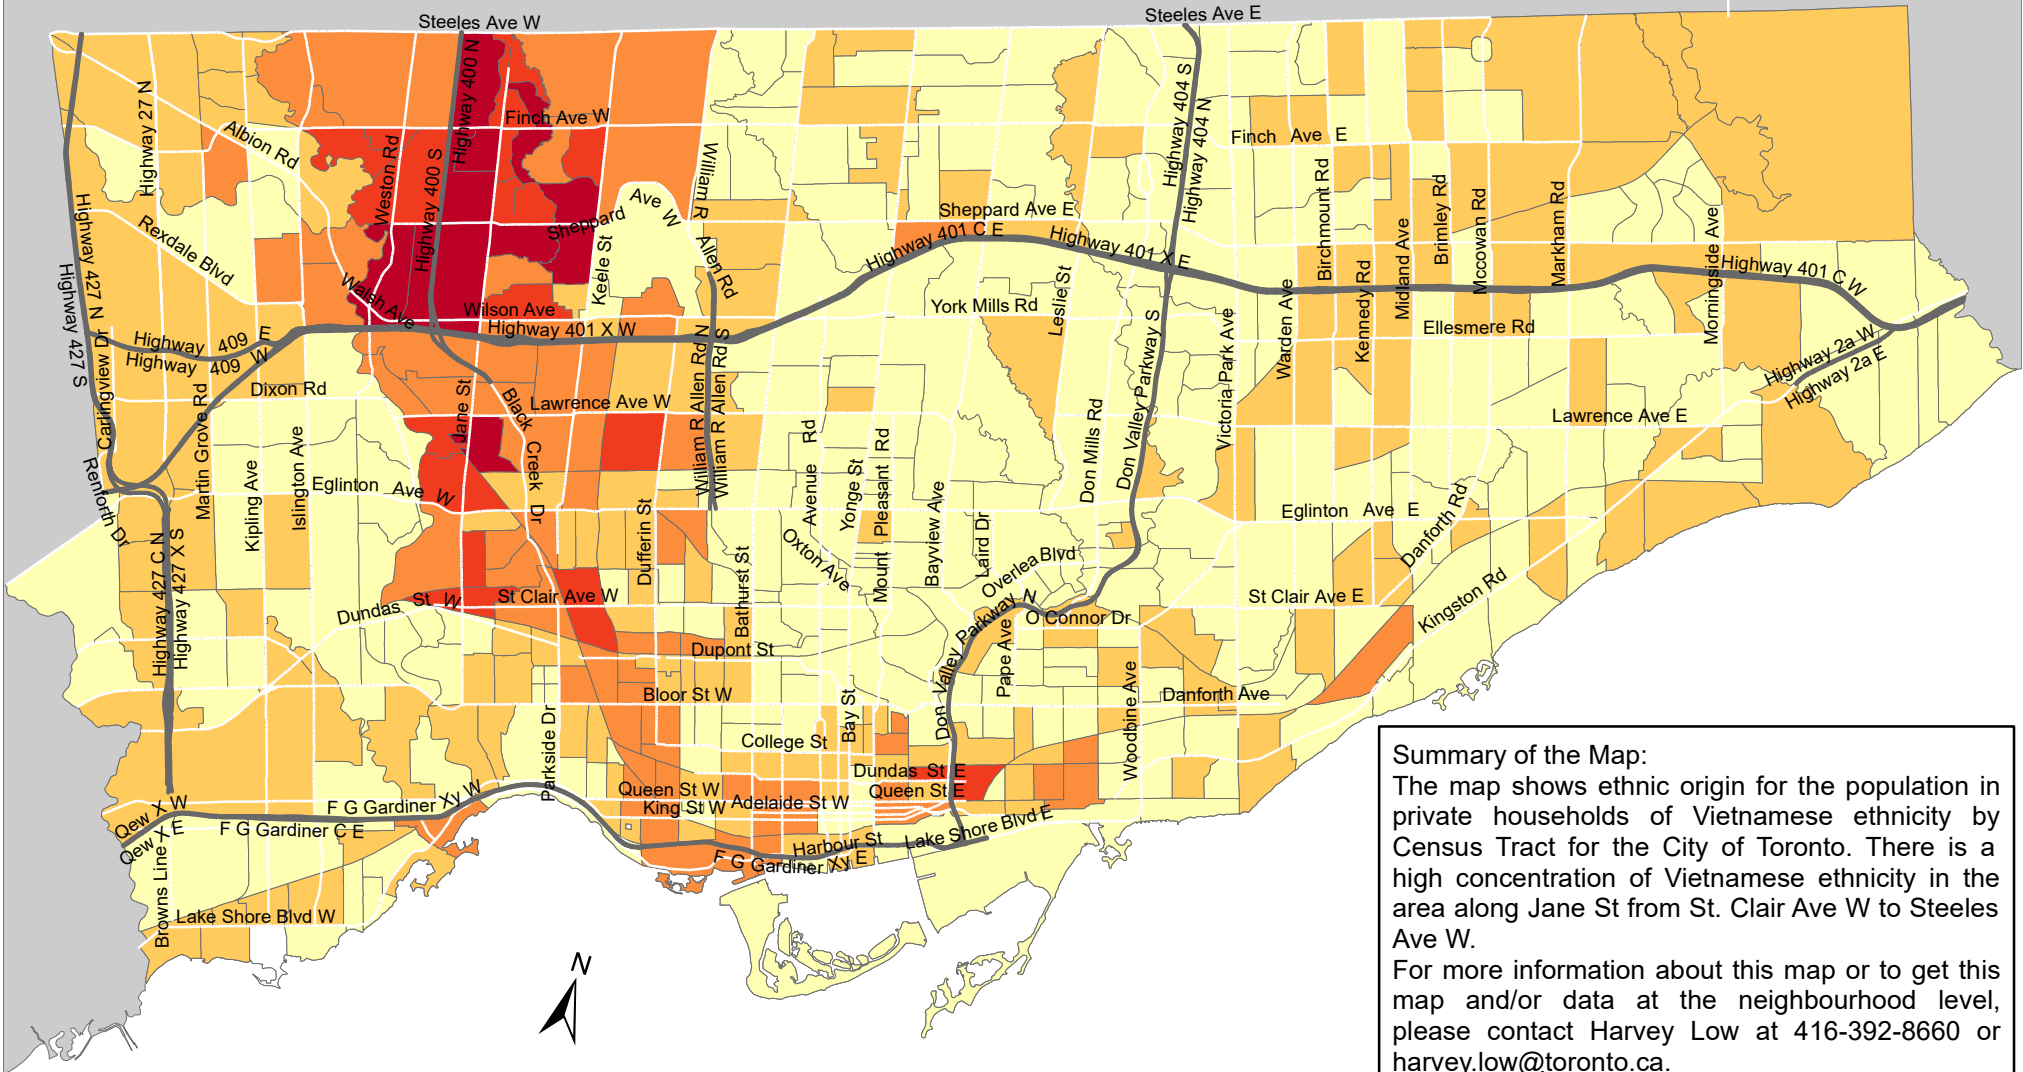 Steeles Ave W
Steeles Ave E
Highway 400 N
Highway 404 S
Highway 404 N
Highway 27 N
Finch Ave W
Finch Ave E
Albion Rd
Weston Rd
Highway 400 S
William R
Allen Rd
Birchmount Rd
Brimley Rd
Mccowan Rd
Markham Rd
Midland Ave
Morningside Ave
Sheppard Ave W
Sheppard Ave E
Keele St
Rexdale Blvd
Highway 427 N
Highway 427 S
Highway 401 C E
Highway 401 X E
Highway 401 C W
Walsh Ave
Wilson Ave
Highway 401 X W
York Mills Rd
Leslie St
Kennedy Rd
Warden Ave
Ellesmere Rd
Highway 409 E
Highway 409 W
Highway 2a W
Highway 2a E
Carlingview Dr
Dixon Rd
Martin Grove Rd
Jane St
Black Creek Dr
Lawrence Ave W
Lawrence Ave E
William R Allen Rd N
William R Allen Rd S
Don Valley Parkway S
Victoria Park Ave
Don Mills Rd
Avenue Rd
Yonge St
Mount Pleasant Rd
Bayview Ave
Laird Dr
Renforth Dr
Kipling Ave
Islington Ave
Eglinton Ave W
Eglinton Ave E
Dufferin St
Bathurst St
Oxton Ave
Overlea Blvd
Danforth Rd
Highway 427 C N
Highway 427 X S
Dundas St W
St Clair Ave W
St Clair Ave E
Kingston Rd
Don Valley Parkway N
O Connor Dr
Pape Ave
Dupont St
Bloor St W
Danforth Ave
Woodbine Ave
Parkside Dr
Bay St
College St
Dundas St E
Queen St W
Queen St E
King St W
Adelaide St W
Qew X W
Qew X E
F G Gardiner Xy W
F G Gardiner C E
Harbour St
Lake Shore Blvd E
F G Gardiner Xy E
Browns Line
Lake Shore Blvd W
N
Summary of the Map:
The map shows ethnic origin for the population in
private households of Vietnamese ethnicity by
Census Tract for the City of Toronto. There is a
high concentration of Vietnamese ethnicity in the
area along Jane St from St. Clair Ave W to Steeles
Ave W.
For more information about this map or to get this
map and/or data at the neighbourhood level,
please contact Harvey Low at 416-392-8660 or
harvey.low@toronto.ca.